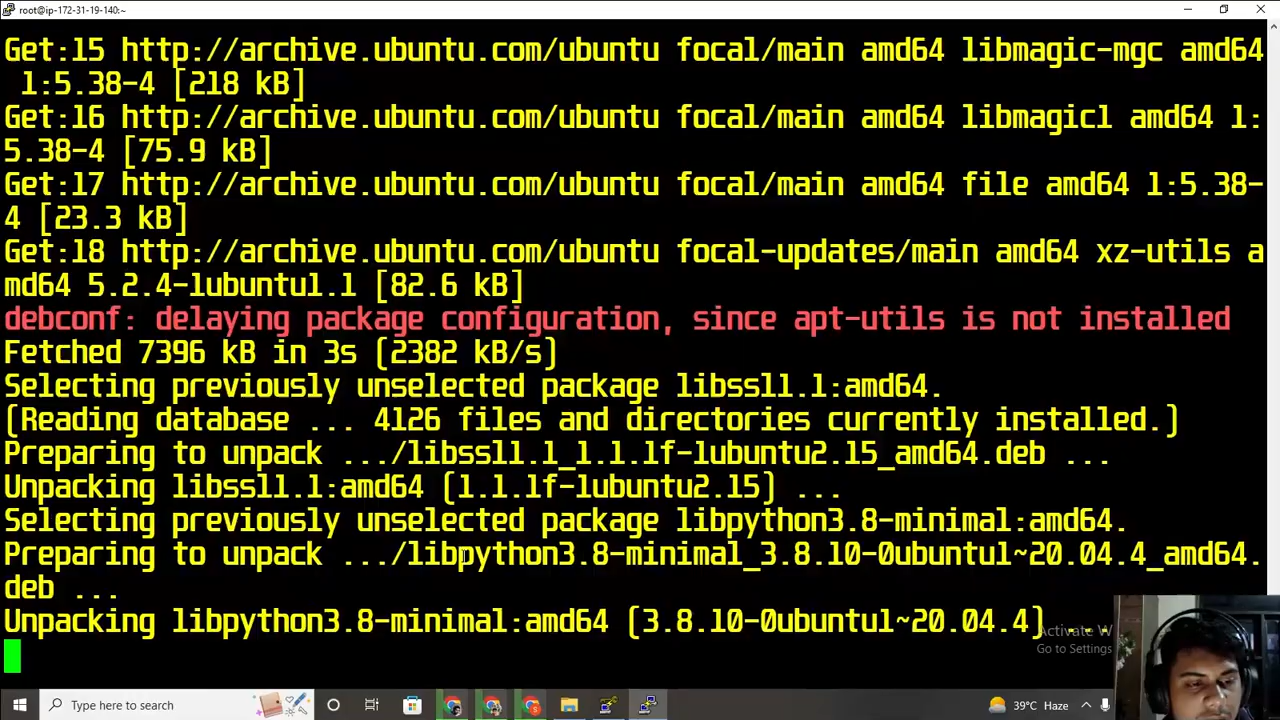 root@ip-172-31-19-140:~
Get:15 http://archive.ubuntu.com/ubuntu focal/main amd64 libmagic-mgc amd64
1:5.38-4 [218 kB]
Get:16 http://archive.ubuntu.com/ubuntu focal/main amd64 libmagic1 amd64 1:
5.38-4 [75.9 kB]
Get:17 http://archive.ubuntu.com/ubuntu focal/main amd64 file amd64 1:5.38-
4 [23.3 kB]
Get:18 http://archive.ubuntu.com/ubuntu focal-updates/main amd64 xz-utils a
md64 5.2.4-1ubuntu1.1 [82.6 kB]
debconf: delaying package configuration, since apt-utils is not installed
Fetched 7396 kB in 3s (2382 kB/s)
Selecting previously unselected package libssl1.1:amd64.
(Reading database ... 4126 files and directories currently installed.)
Preparing to unpack .../libssl1.1_1.1.1f-1ubuntu2.15_amd64.deb ...
Unpacking libssl1.1:amd64 (1.1.1f-1ubuntu2.15) ...
Selecting previously unselected package libpython3.8-minimal:amd64.
Preparing to unpack .../libpython3.8-minimal_3.8.10-0ubuntu1~20.04.4_amd64.
deb ...
Unpacking libpython3.8-minimal:amd64 (3.8.10-0ubuntu1~20.04.4) ...
Activate W
Go to Settings
Type here to search
39°C Haze